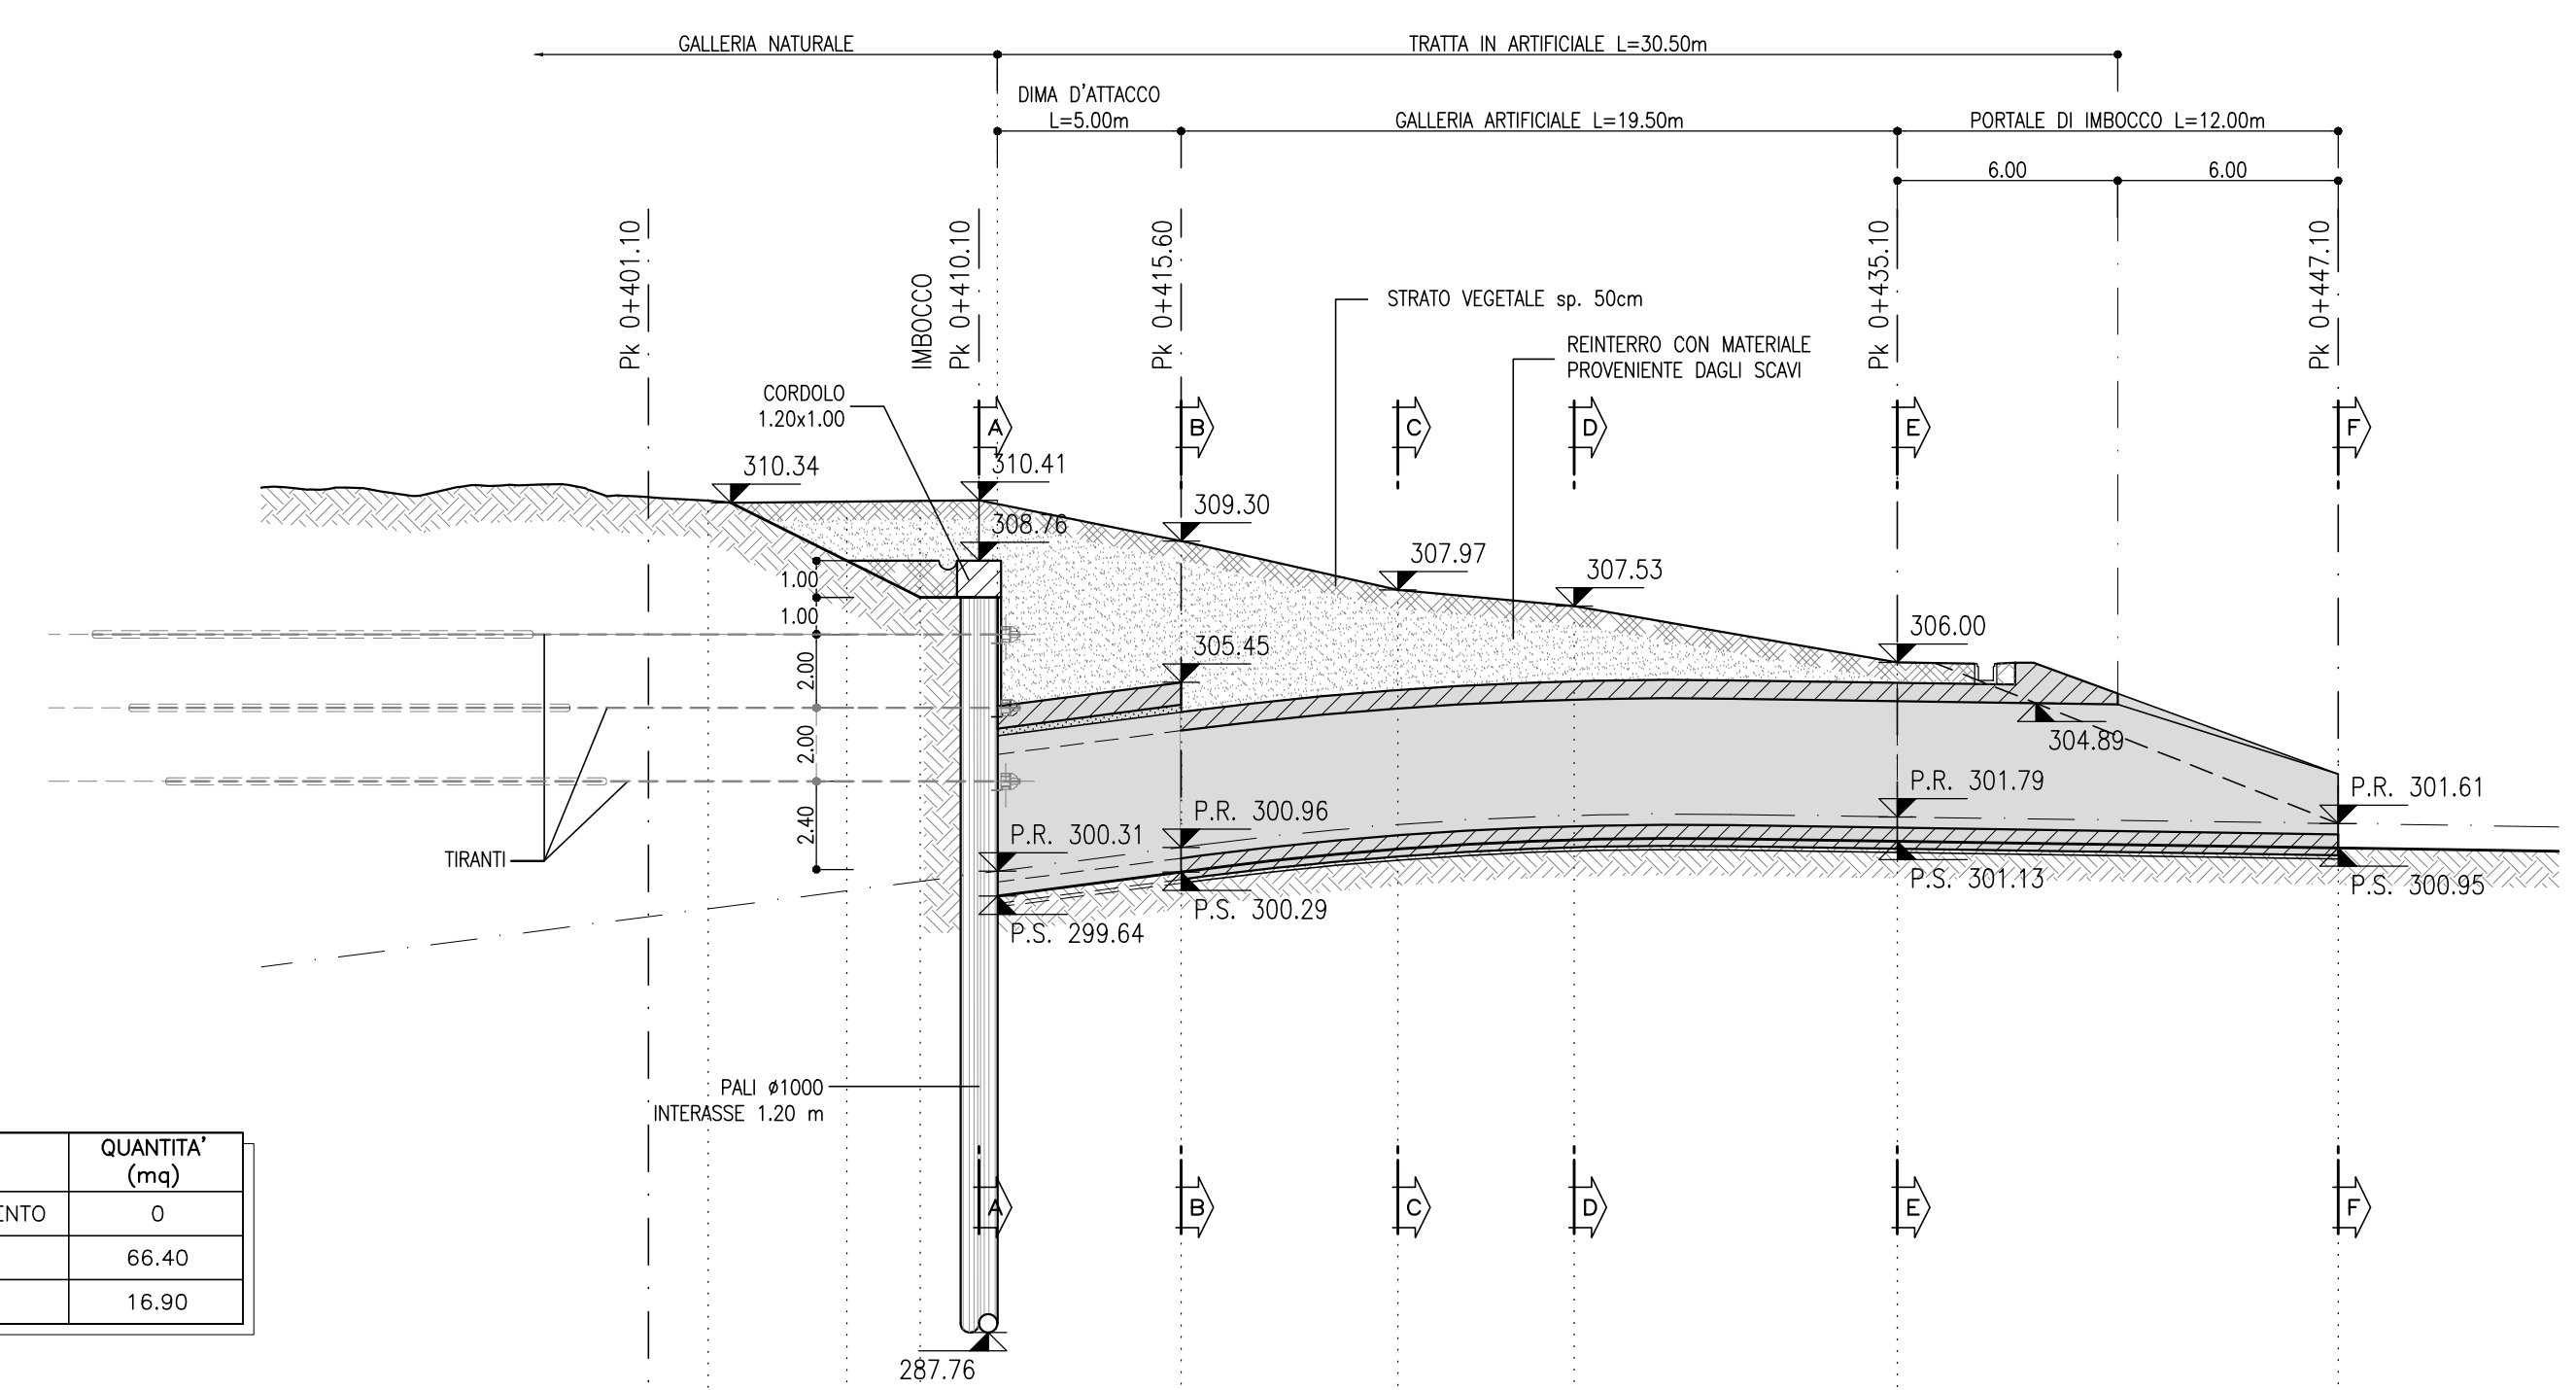 GALLERIA NATURALE
TRATTA IN ARTIFICIALE L=30.50m
DIMA D'ATTACCO
L=5.00m
GALLERIA ARTIFICIALE L=19.50m
PORTALE DI IMBOCCO L=12.00m
6.00
6.00
Pk 0+401.10
IMBOCCO
Pk 0+410.10
Pk 0+415.60
Pk 0+435.10
Pk 0+447.10
STRATO VEGETALE sp. 50cm
REINTERRO CON MATERIALE
PROVENIENTE DAGLI SCAVI
CORDOLO
1.20x1.00
A
B
C
D
E
F
310.34
310.41
308.76
309.30
307.97
307.53
306.00
305.45
304.89
1.00
1.00
2.00
2.00
2.40
TIRANTI
P.R. 300.31
P.R. 300.96
P.R. 301.79
P.R. 301.61
P.S. 299.64
P.S. 300.29
P.S. 301.13
P.S. 300.95
PALI ø1000
INTERASSE 1.20 m
A
B
C
D
E
F
287.76
QUANTITA'
(mq)
ENTO
0
66.40
16.90